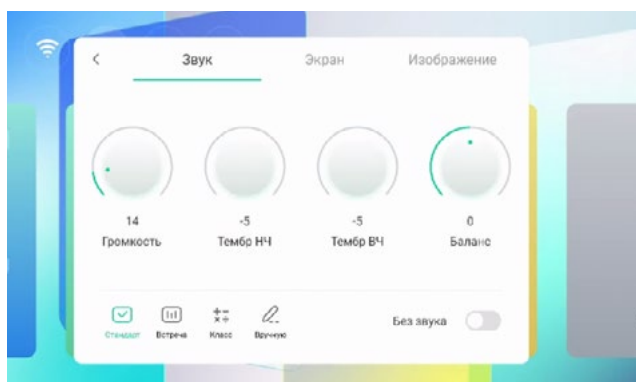 Звук Экран Изображение
14 -5 -5 0
Громкость Тембр НЧ Тембр ВЧ Баланс
Стандарт Встреча Класс Вручную Без звука